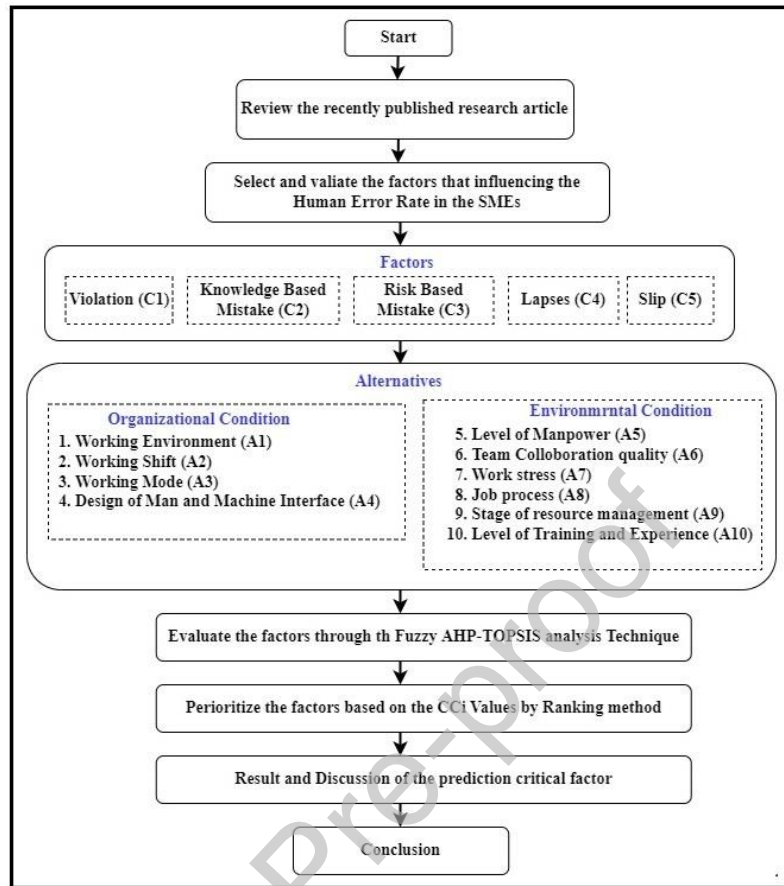 Start
Review the recently published research article
Select and valiate the factors that influencing the
Human Error Rate in the SMEs
Factors
Violation (C1)
Knowledge Based
Mistake (C2)
Risk Based
Mistake (C3)
Lapses (C4)
Slip (C5)
Alternatives
Organizational Condition
1. Working Environment (A1)
2. Working Shift (A2)
3. Working Mode (A3)
4. Design of Man and Machine Interface (A4)
Environmrntal Condition
5. Level of Manpower (A5)
6. Team Colloboration quality (A6)
7. Work stress (A7)
8. Job process (A8)
9. Stage of resource management (A9)
10. Level of Training and Experience (A10)
Evaluate the factors through th Fuzzy AHP-TOPSIS analysis Technique
Perioritize the factors based on the CCi Values by Ranking method
Result and Discussion of the prediction critical factor
Conclusion
Pre-proof